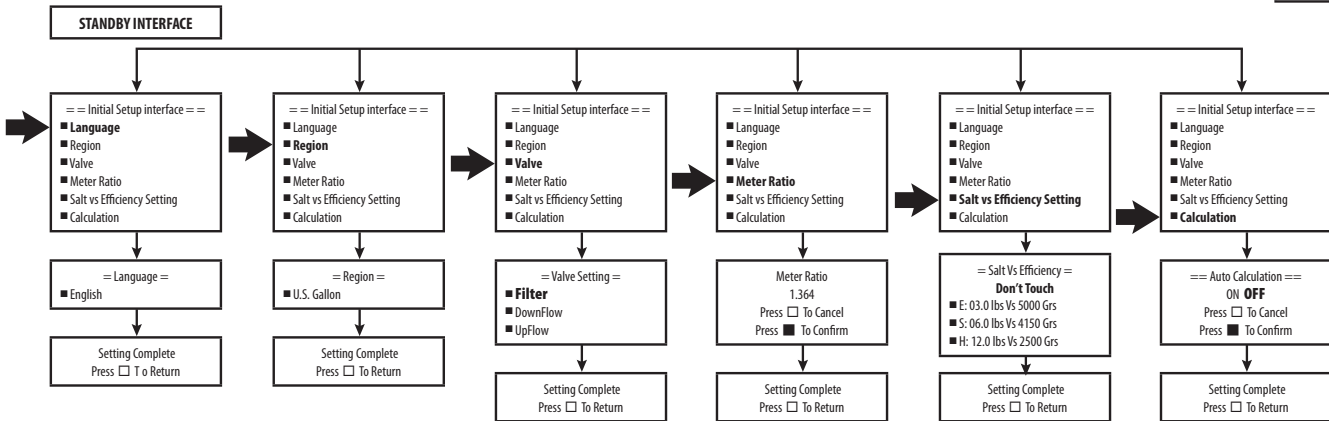 STANDBY INTERFACE
= = Initial Setup interface = =
■ Language
■ Region
■ Valve
■ Meter Ratio
■ Salt vs Efficiency Setting
■ Calculation
= Language =
■ English
Setting Complete
Press □ T o Return
= = Initial Setup interface = =
■ Language
■ Region
■ Valve
■ Meter Ratio
■ Salt vs Efficiency Setting
■ Calculation
= Region =
■ U.S. Gallon
Setting Complete
Press □ To Return
= = Initial Setup interface = =
■ Language
■ Region
■ Valve
■ Meter Ratio
■ Salt vs Efficiency Setting
■ Calculation
= Valve Setting =
■ Filter
■ DownFlow
■ UpFlow
Setting Complete
Press □ To Return
= = Initial Setup interface = =
■ Language
■ Region
■ Valve
■ Meter Ratio
■ Salt vs Efficiency Setting
■ Calculation
Meter Ratio
1.364
Press □ To Cancel
Press ■ To Confirm
Setting Complete
Press □ To Return
= = Initial Setup interface = =
■ Language
■ Region
■ Valve
■ Meter Ratio
■ Salt vs Efficiency Setting
■ Calculation
= Salt Vs Efficiency =
Don't Touch
■ E: 03.0 lbs Vs 5000 Grs
■ S: 06.0 lbs Vs 4150 Grs
■ H: 12.0 lbs Vs 2500 Grs
Setting Complete
Press □ To Return
= = Initial Setup interface = =
■ Language
■ Region
■ Valve
■ Meter Ratio
■ Salt vs Efficiency Setting
■ Calculation
== Auto Calculation ==
ON OFF
Press □ To Cancel
Press ■ To Confirm
Setting Complete
Press □ To Return